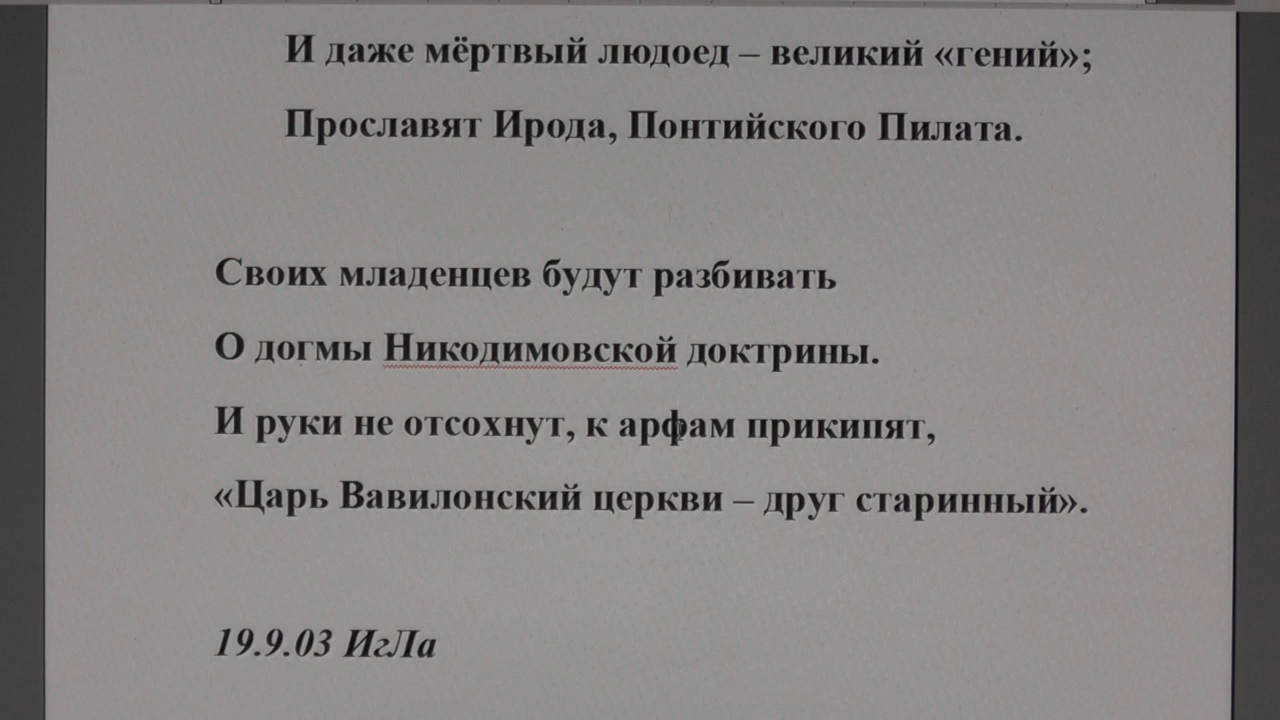 И даже мёртвый людоед – великий «гений»;
Прославят Ирода, Понтийского Пилата.
Своих младенцев будут разбивать
О догмы Никодимовской доктрины.
И руки не отсохнут, к арфам прикипят,
«Царь Вавилонский церкви – друг старинный».
19.9.03 ИгЛа